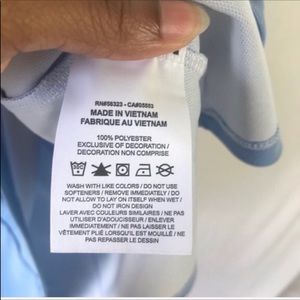 RN#56323 - CA#05553
MADE IN VIETNAM
FABRIQUE AU VIETNAM
100% POLYESTER
EXCLUSIVE OF DECORATION /
DECORATION NON COMPRISE
WASH WITH LIKE COLORS / DO NOT USE
SOFTENERS / REMOVE IMMEDIATELY / DO
NOT ALLOW TO LAY ON ITSELF WHEN WET /
DO NOT IRON DESIGN
LAVER AVEC COULEURS SIMILAIRES / NE PAS
UTILISER D'ADOUCISSEUR / ENLEVER
IMMÉDIATEMENT / NE PAS LAISSER LE
VÊTEMENT PLIÉ LORSQU'IL EST MOUILLÉ / NE
PAS REPASSER LE DESSIN